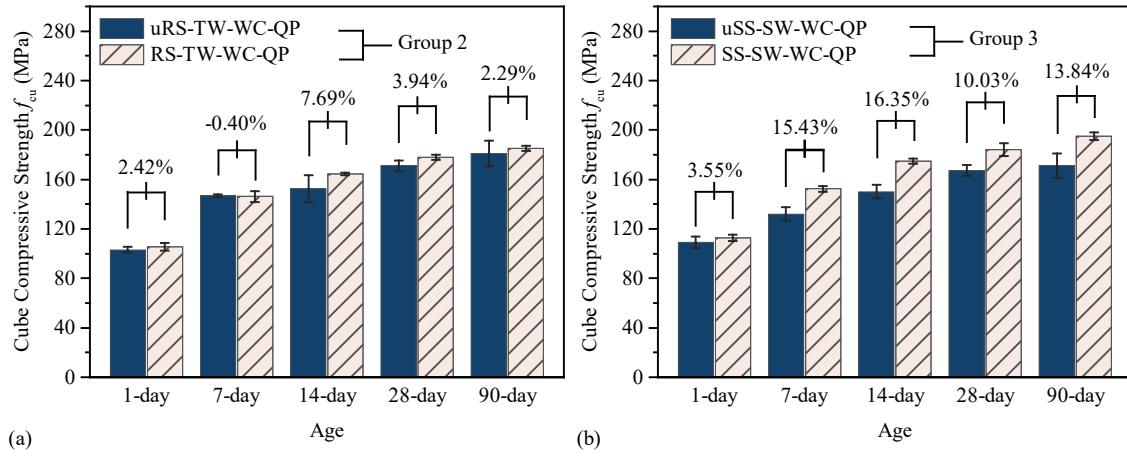 uRS-TW-WC-QP
RS-TW-WC-QP
Group 2
2.42%
-0.40%
7.69%
3.94%
2.29%
280
240
200
160
120
80
40
0
Cube Compressive Strength fcu (MPa)
1-day 7-day 14-day 28-day 90-day
Age
(a)
uSS-SW-WC-QP
SS-SW-WC-QP
Group 3
3.55%
15.43%
16.35%
10.03%
13.84%
280
240
200
160
120
80
40
0
Cube Compressive Strength fcu (MPa)
1-day 7-day 14-day 28-day 90-day
Age
(b)